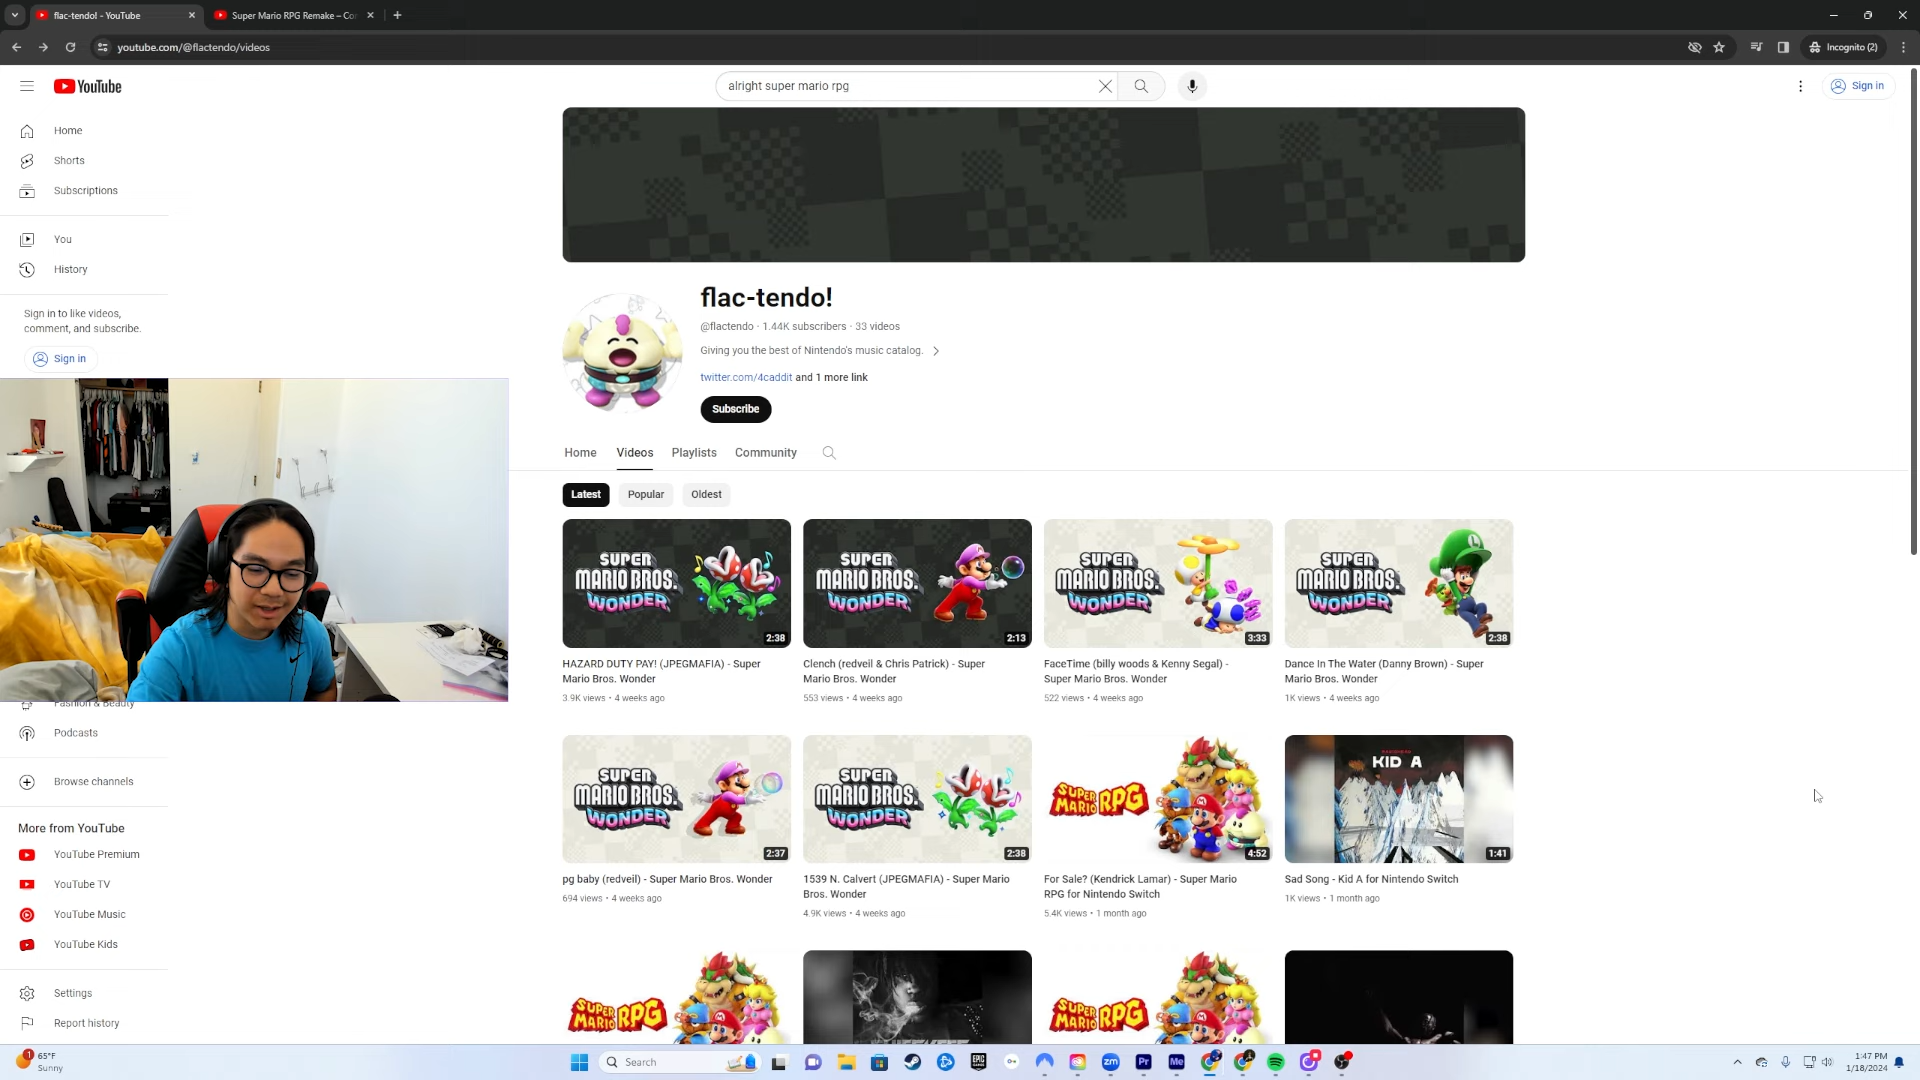 flac-tendo! - YouTube
Super Mario RPG Remake – Co
youtube.com/@flactendo/videos
Incognito (2)
YouTube
alright super mario rpg
Sign in
Home
Shorts
Subscriptions
You
History
Sign in to like videos,
comment, and subscribe.
Sign in
Fashion & Beauty
Podcasts
Browse channels
More from YouTube
YouTube Premium
YouTube TV
YouTube Music
YouTube Kids
Settings
Report history
flac-tendo!
@flactendo · 1.44K subscribers · 33 videos
Giving you the best of Nintendo's music catalog.
twitter.com/4caddit and 1 more link
Subscribe
Home Videos Playlists Community
Latest Popular Oldest
SUPER
MARIO BROS.
WONDER
2:38
SUPER
MARIO BROS.
WONDER
2:13
SUPER
MARIO BROS.
WONDER
3:33
SUPER
MARIO BROS.
WONDER
2:38
HAZARD DUTY PAY! (JPEGMAFIA) - Super
Mario Bros. Wonder
3.9K views • 4 weeks ago
Clench (redveil & Chris Patrick) - Super
Mario Bros. Wonder
553 views • 4 weeks ago
FaceTime (billy woods & Kenny Segal) -
Super Mario Bros. Wonder
522 views • 4 weeks ago
Dance In The Water (Danny Brown) - Super
Mario Bros. Wonder
1K views • 4 weeks ago
SUPER
MARIO BROS.
WONDER
2:37
SUPER
MARIO BROS.
WONDER
2:38
SUPER
MARIO RPG
4:52
KID A
1:41
pg baby (redveil) - Super Mario Bros. Wonder
694 views • 4 weeks ago
1539 N. Calvert (JPEGMAFIA) - Super Mario
Bros. Wonder
4.9K views • 4 weeks ago
For Sale? (Kendrick Lamar) - Super Mario
RPG for Nintendo Switch
5.4K views • 1 month ago
Sad Song - Kid A for Nintendo Switch
1K views • 1 month ago
SUPER
MARIO RPG
SUPER
MARIO RPG
1
65°F
Sunny
Search
EPIC
zm
Pr
Me
1:47 PM
1/18/2024